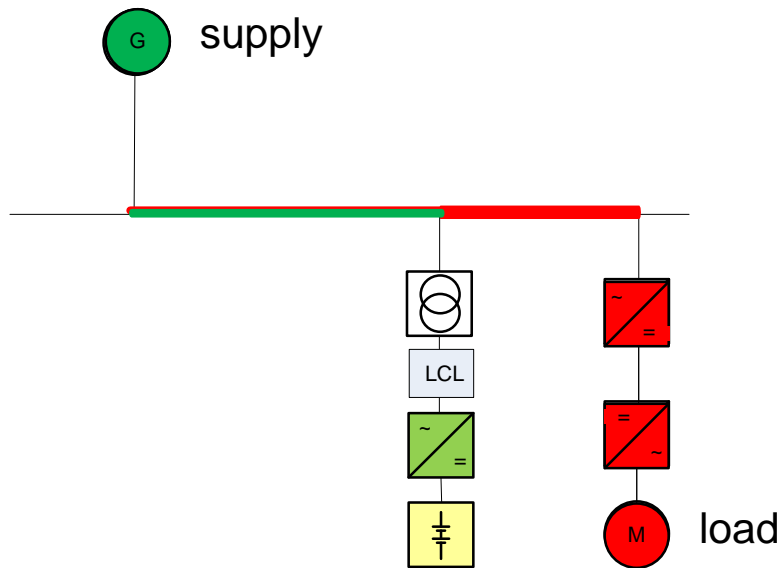 G supply
~
=
LCL
~
=
=
~
M load